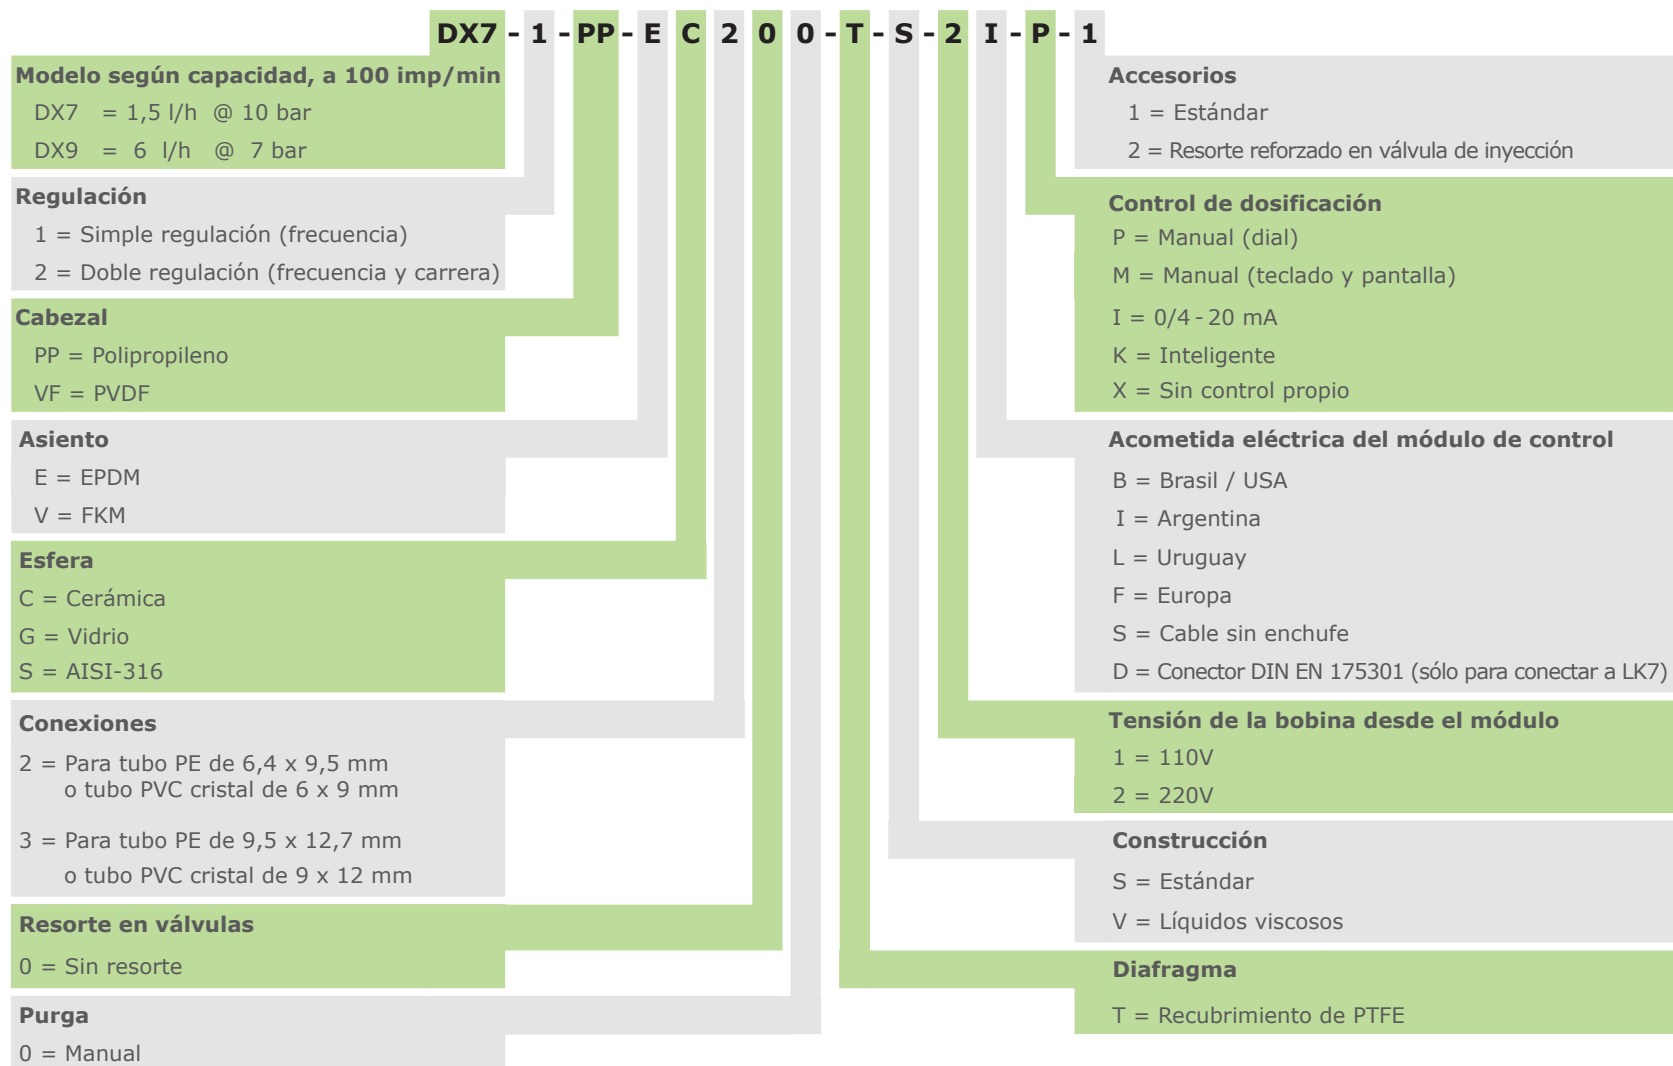 DX7 - 1 - PP - E C 2 0 0 - T - S - 2 I - P - 1
Modelo según capacidad, a 100 imp/min
DX7 = 1,5 l/h @ 10 bar
DX9 = 6 l/h @ 7 bar
Regulación
1 = Simple regulación (frecuencia)
2 = Doble regulación (frecuencia y carrera)
Cabezal
PP = Polipropileno
VF = PVDF
Asiento
E = EPDM
V = FKM
Esfera
C = Cerámica
G = Vidrio
S = AISI-316
Conexiones
2 = Para tubo PE de 6,4 x 9,5 mm
o tubo PVC cristal de 6 x 9 mm
3 = Para tubo PE de 9,5 x 12,7 mm
o tubo PVC cristal de 9 x 12 mm
Resorte en válvulas
0 = Sin resorte
Purga
0 = Manual
Accesorios
1 = Estándar
2 = Resorte reforzado en válvula de inyección
Control de dosificación
P = Manual (dial)
M = Manual (teclado y pantalla)
I = 0/4 - 20 mA
K = Inteligente
X = Sin control propio
Acometida eléctrica del módulo de control
B = Brasil / USA
I = Argentina
L = Uruguay
F = Europa
S = Cable sin enchufe
D = Conector DIN EN 175301 (sólo para conectar a LK7)
Tensión de la bobina desde el módulo
1 = 110V
2 = 220V
Construcción
S = Estándar
V = Líquidos viscosos
Diafragma
T = Recubrimiento de PTFE